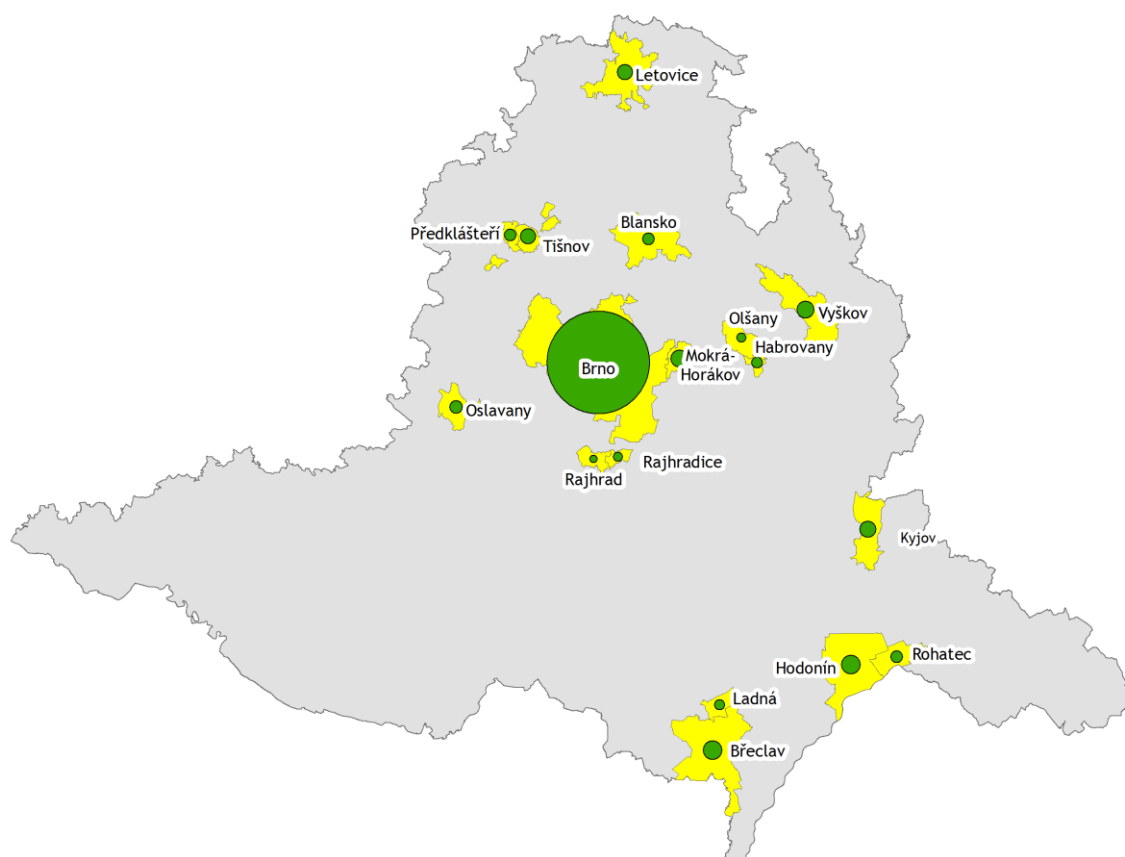 Letovice
Blansko
Předklášteří
Tišnov
Vyškov
Olšany
Habrovany
Mokrá-
Horákov
Brno
Oslavany
Rajhradice
Rajhrad
Kyjov
Rohatec
Hodonín
Ladná
Břeclav